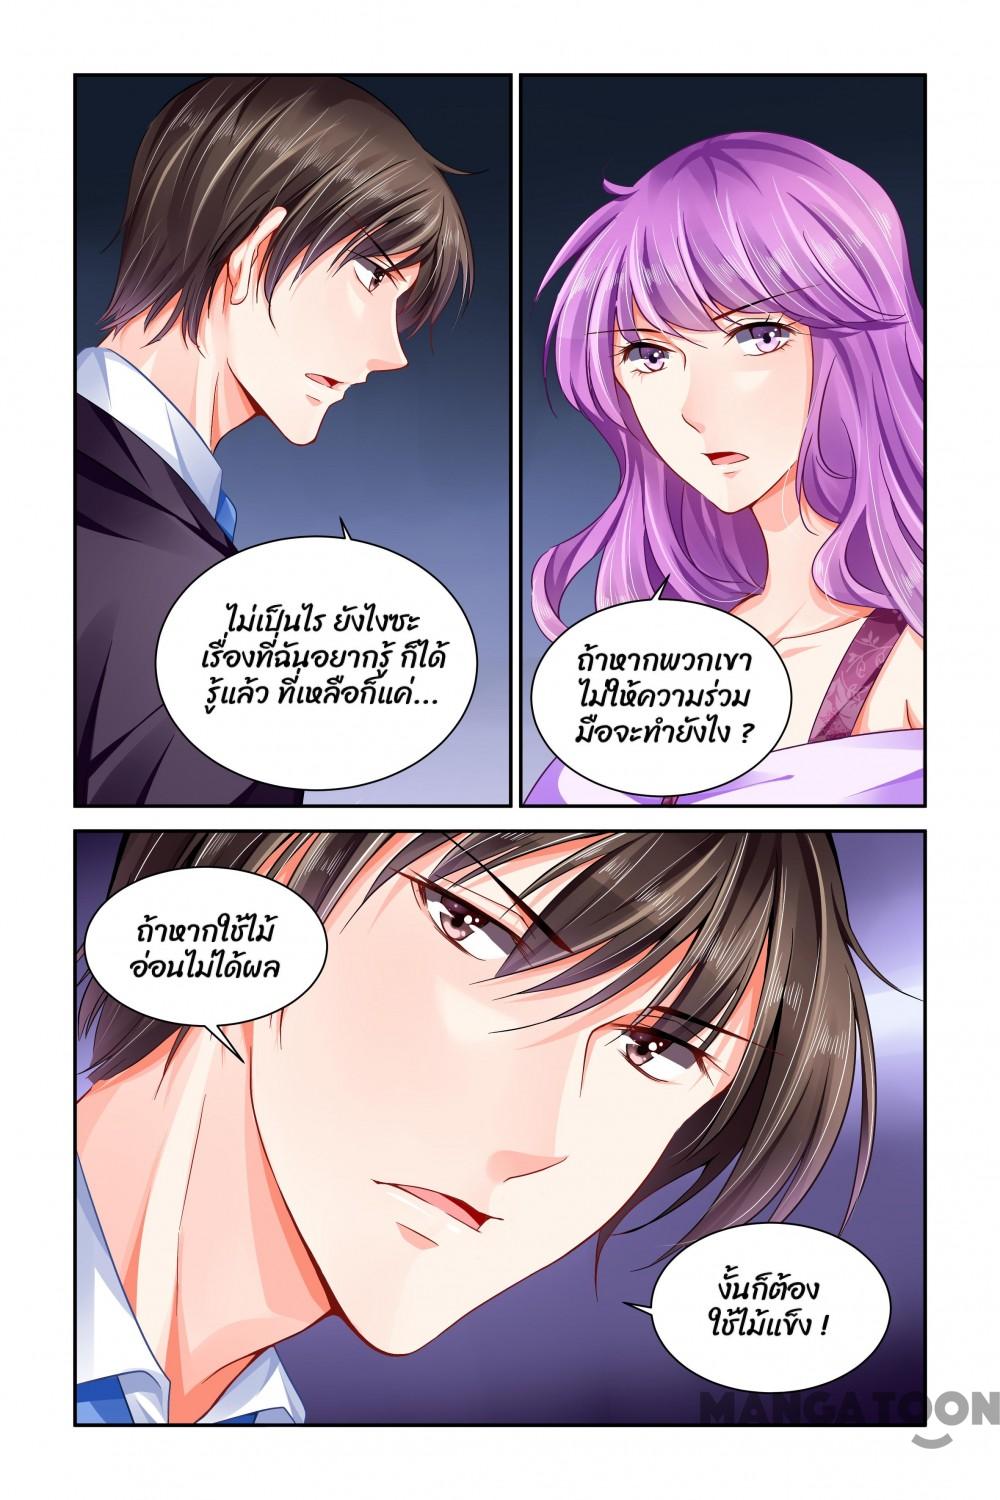 ไม่เป็นไร ยังไงซะ
เรื่องที่ฉันอยากรู้ ก็ได้
รู้แล้ว ที่เหลือก็แค่...
ถ้าหากพวกเขา
ไม่ให้ความร่วม
มือจะทำยังไง ?
ถ้าหากใช้ไม้
อ่อนไม่ได้ผล
งั้นก็ต้อง
ใช้ไม้แข็ง !
MANGATOON